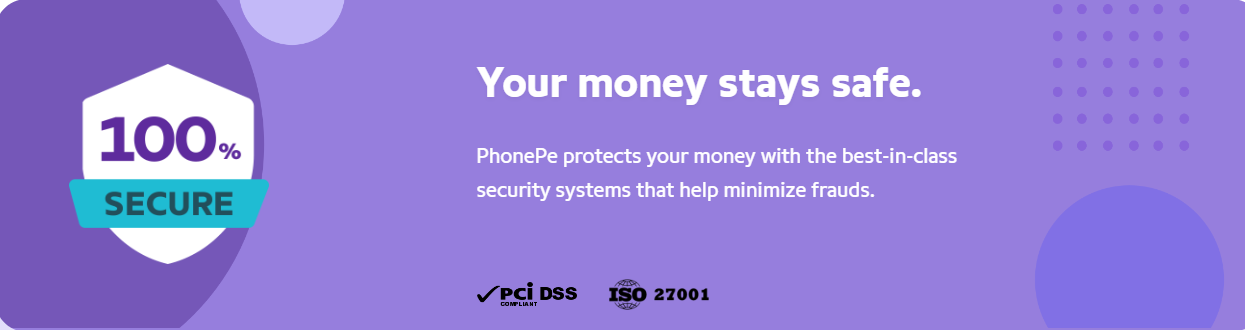 100%
SECURE
Your money stays safe.
PhonePe protects your money with the best-in-class
security systems that help minimize frauds.
PCi DSS
COMPLIANT
ISO 27001